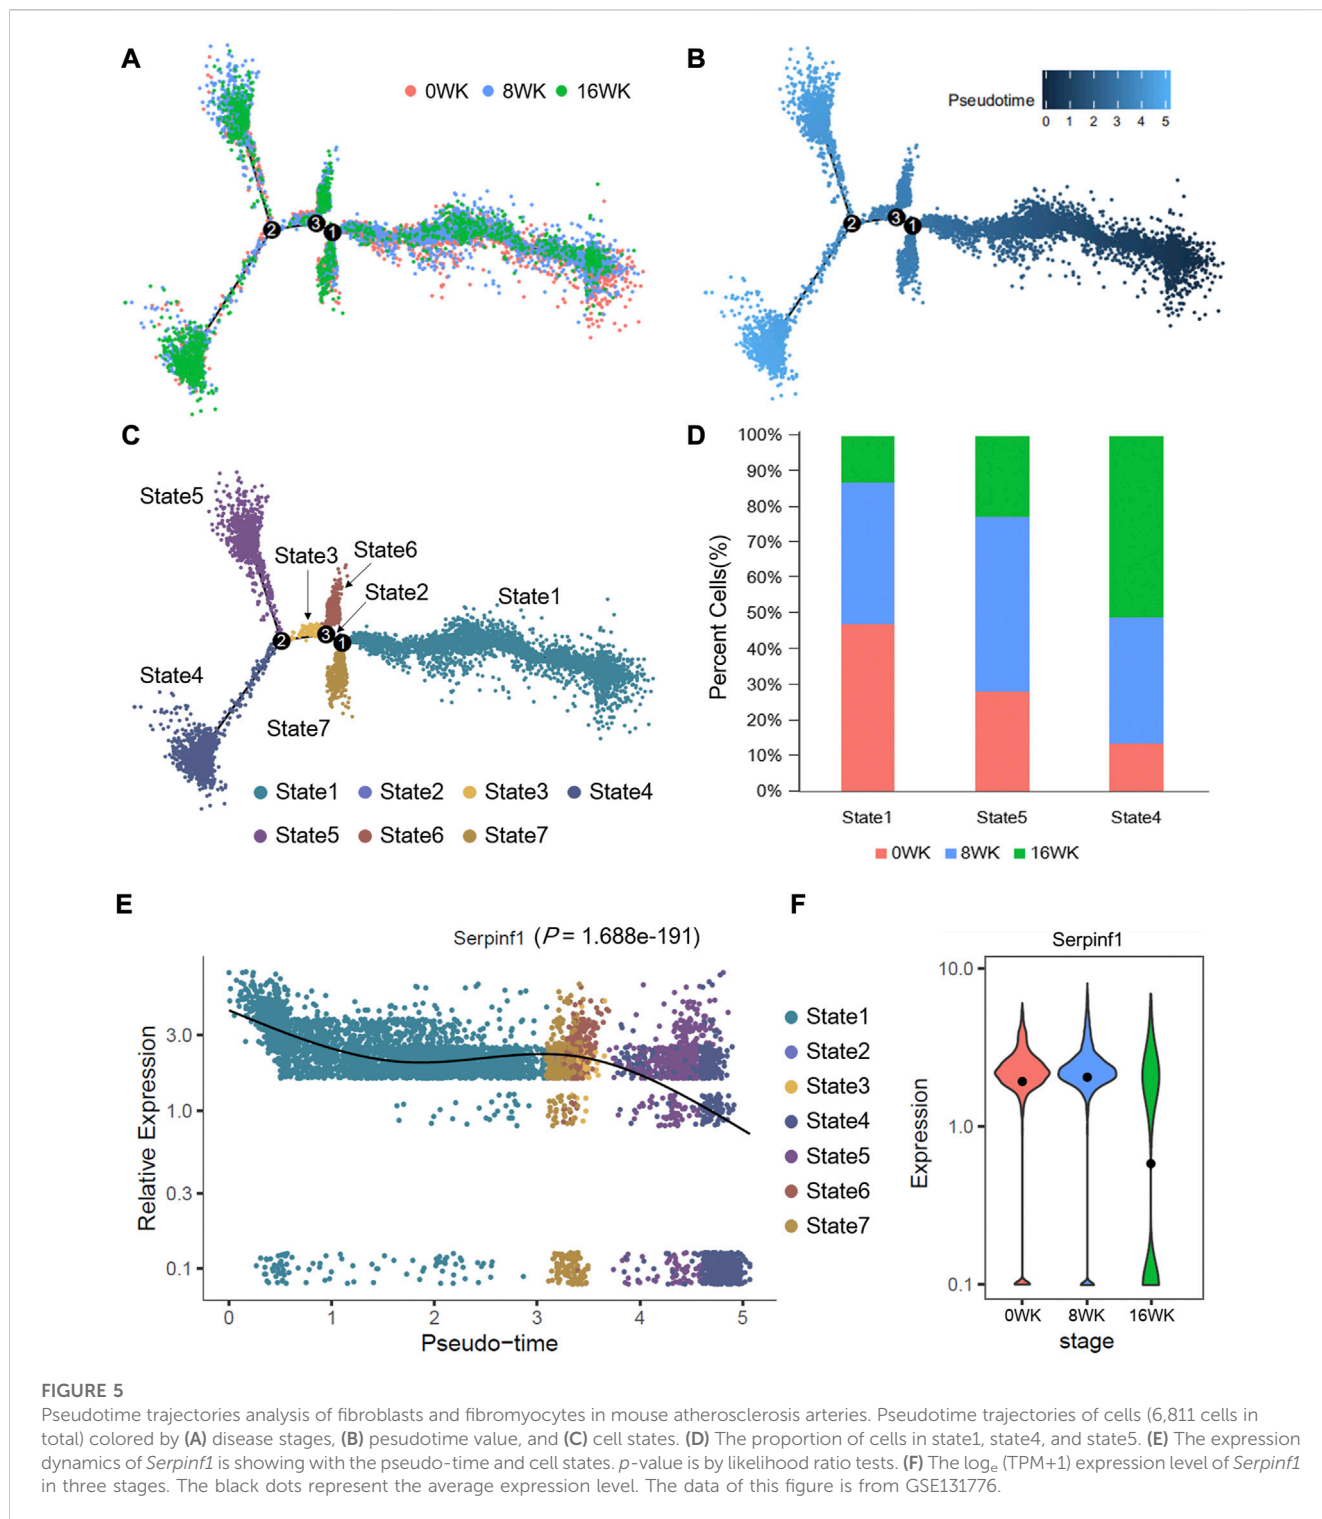 A
0WK 8WK 16WK
2
3
1
B
Pseudotime
0 1 2 3 4 5
2
3
1
C
State5
State3
State6
State2
State1
State4
State7
2
3
1
State1 State2 State3 State4
State5 State6 State7
D
Percent Cells(%)
100%
90%
80%
70%
60%
50%
40%
30%
20%
10%
0%
State1 State5 State4
0WK 8WK 16WK
E
Serpinf1 (P = 1.688e-191)
Relative Expression
3.0
1.0
0.3
0.1
0 1 2 3 4 5
Pseudo-time
State1
State2
State3
State4
State5
State6
State7
F
Serpinf1
Expression
10.0
1.0
0.1
0WK 8WK 16WK
stage
FIGURE 5
Pseudotime trajectories analysis of fibroblasts and fibromyocytes in mouse atherosclerosis arteries. Pseudotime trajectories of cells (6,811 cells in
total) colored by (A) disease stages, (B) pesudotime value, and (C) cell states. (D) The proportion of cells in state1, state4, and state5. (E) The expression
dynamics of Serpinf1 is showing with the pseudo-time and cell states. p-value is by likelihood ratio tests. (F) The logₑ (TPM+1) expression level of Serpinf1
in three stages. The black dots represent the average expression level. The data of this figure is from GSE131776.